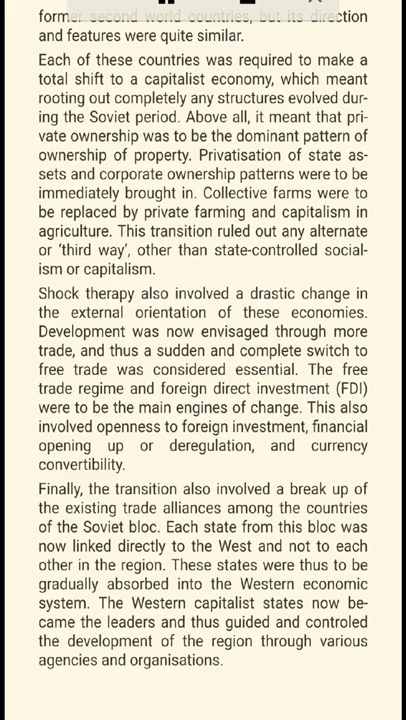 former second world countries, but its direction
and features were quite similar.
Each of these countries was required to make a
total shift to a capitalist economy, which meant
rooting out completely any structures evolved dur-
ing the Soviet period. Above all, it meant that pri-
vate ownership was to be the dominant pattern of
ownership of property. Privatisation of state as-
sets and corporate ownership patterns were to be
immediately brought in. Collective farms were to
be replaced by private farming and capitalism in
agriculture. This transition ruled out any alternate
or ‘third way’, other than state-controlled social-
ism or capitalism.
Shock therapy also involved a drastic change in
the external orientation of these economies.
Development was now envisaged through more
trade, and thus a sudden and complete switch to
free trade was considered essential. The free
trade regime and foreign direct investment (FDI)
were to be the main engines of change. This also
involved openness to foreign investment, financial
opening up or deregulation, and currency
convertibility.
Finally, the transition also involved a break up of
the existing trade alliances among the countries
of the Soviet bloc. Each state from this bloc was
now linked directly to the West and not to each
other in the region. These states were thus to be
gradually absorbed into the Western economic
system. The Western capitalist states now be-
came the leaders and thus guided and controled
the development of the region through various
agencies and organisations.